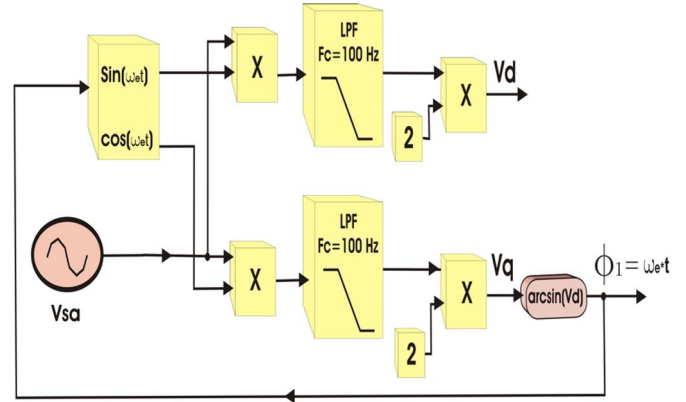 LPF
Fc=100 Hz
Sin(ωet)
X
Vd
X
2
cos(ωet)
LPF
Fc=100 Hz
Vsa
X
Vq
X
arcsin(Vd)
ϕ1= ωe*t
2